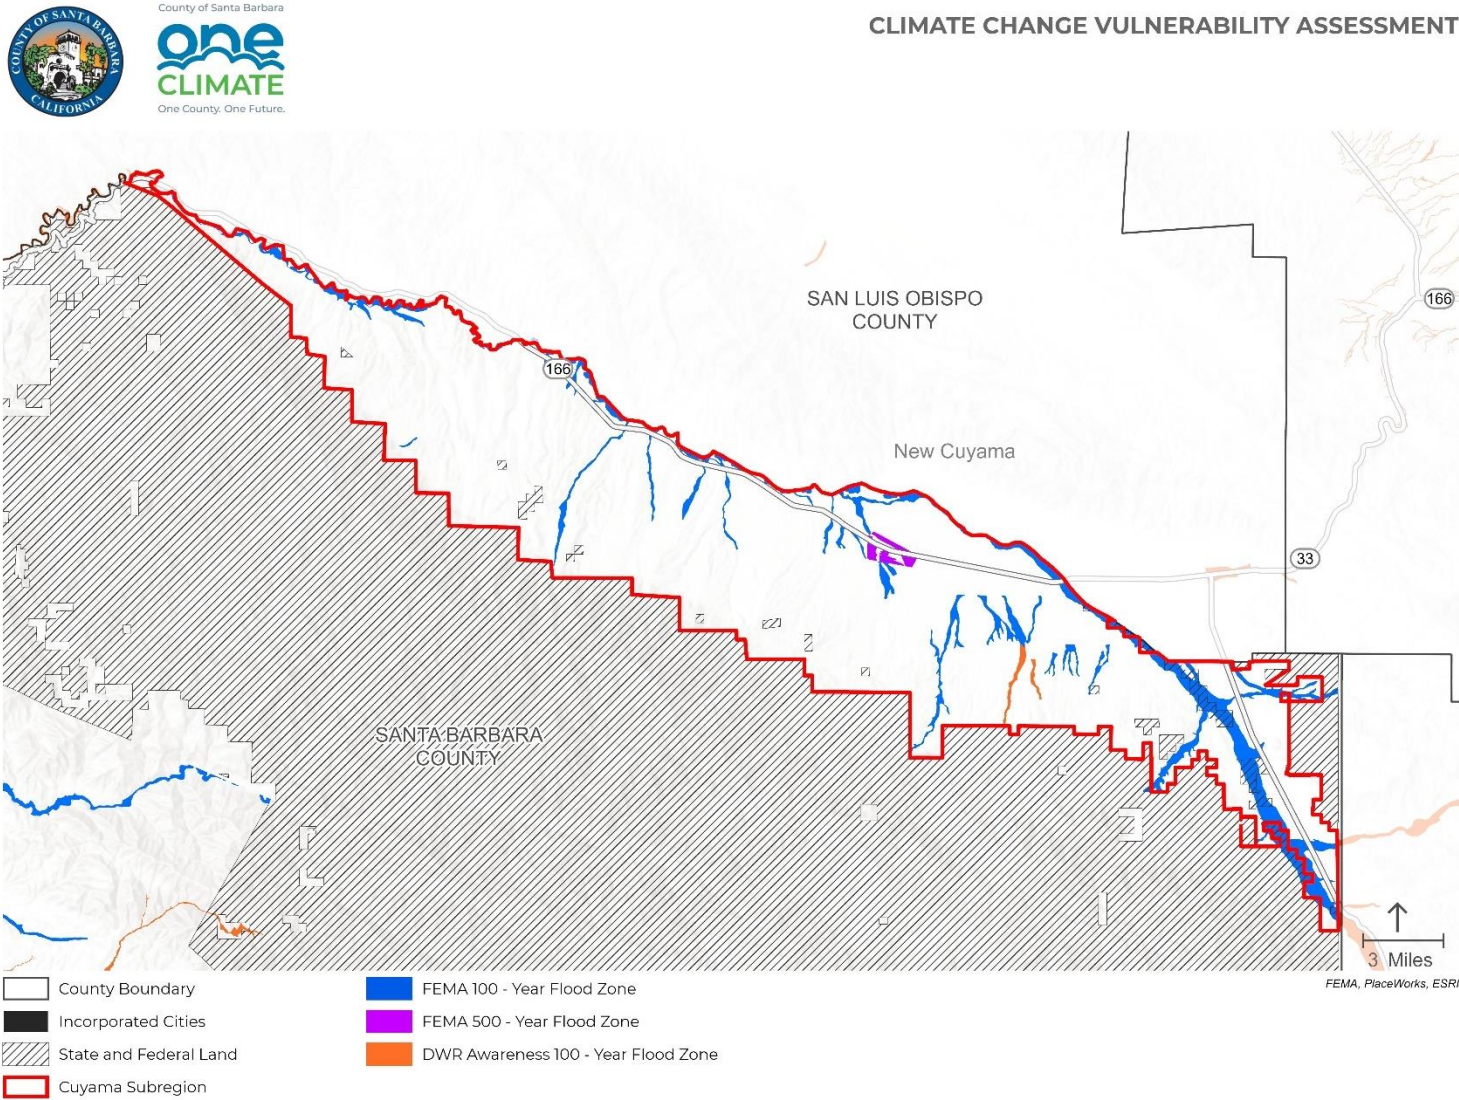 COUNTY OF SANTA BARBARA
CALIFORNIA
County of Santa Barbara
one
CLIMATE
One County. One Future.
CLIMATE CHANGE VULNERABILITY ASSESSMENT
SAN LUIS OBISPO
COUNTY
166
166
New Cuyama
33
SANTA BARBARA
COUNTY
3 Miles
FEMA, PlaceWorks, ESRI
County Boundary
Incorporated Cities
State and Federal Land
Cuyama Subregion
FEMA 100 - Year Flood Zone
FEMA 500 - Year Flood Zone
DWR Awareness 100 - Year Flood Zone